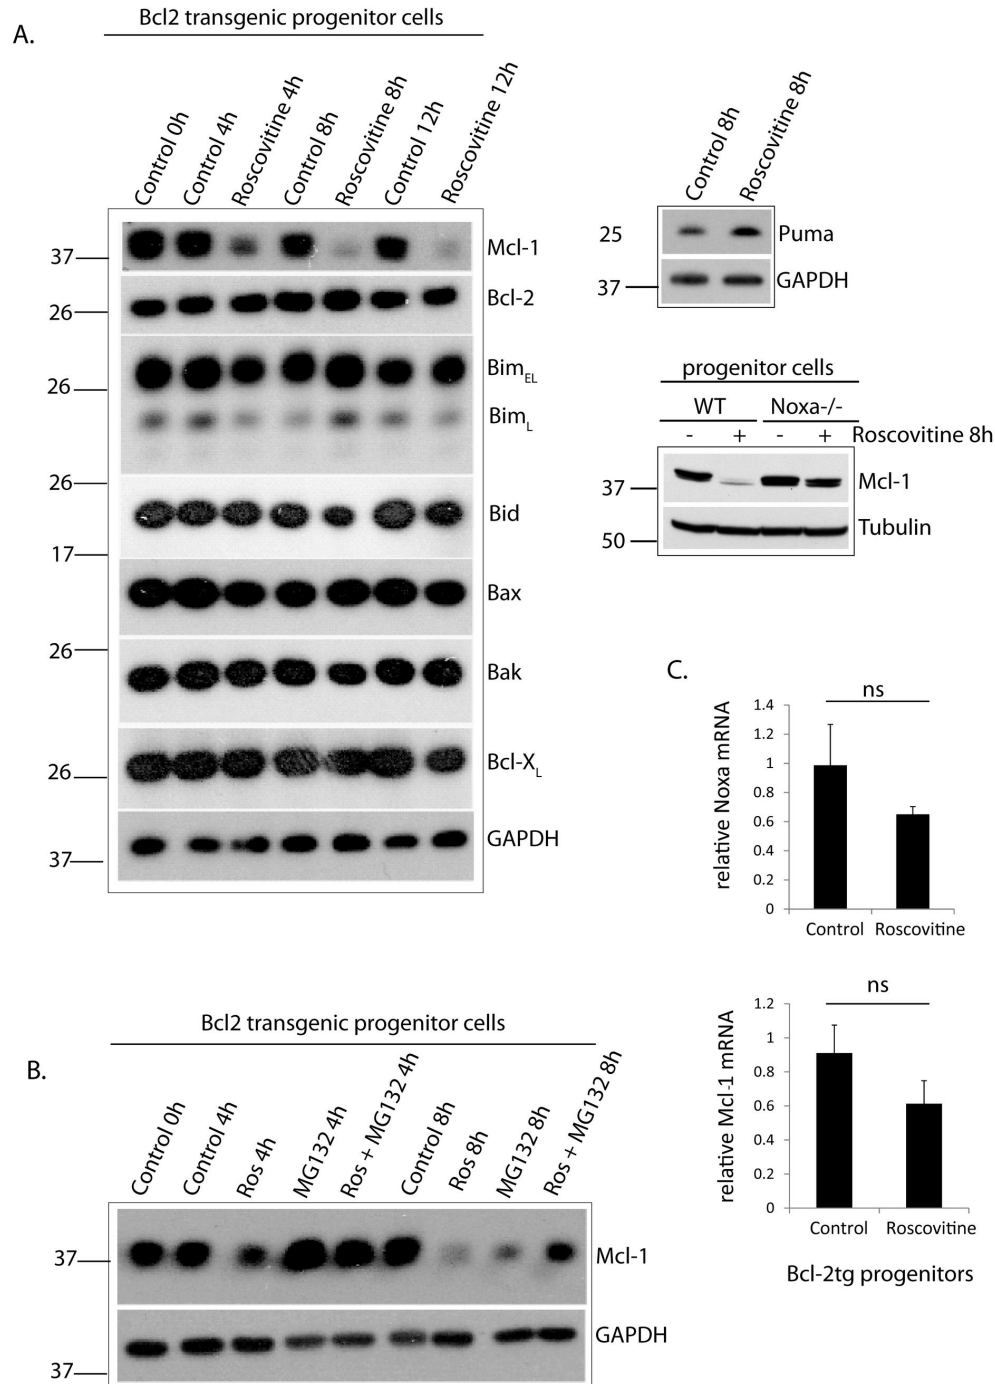 A.
Bcl2 transgenic progenitor cells
Control 0h
Control 4h
Roscovitine 4h
Control 8h
Roscovitine 8h
Control 12h
Roscovitine 12h
37
Mcl-1
26
Bcl-2
26
BimEL
BimL
26
Bid
17
Bax
26
Bak
26
Bcl-XL
37
GAPDH
Control 8h
Roscovitine 8h
25
Puma
37
GAPDH
progenitor cells
WT Noxa-/-
- + - + Roscovitine 8h
37
Mcl-1
50
Tubulin
B.
Bcl2 transgenic progenitor cells
Control 0h
Control 4h
Ros 4h
MG132 4h
Ros + MG132 4h
Control 8h
Ros 8h
MG132 8h
Ros + MG132 8h
37
Mcl-1
37
GAPDH
C.
ns
relative Noxa mRNA
1.4
1.2
1
0.8
0.6
0.4
0.2
0
Control Roscovitine
ns
relative Mcl-1 mRNA
1.2
1
0.8
0.6
0.4
0.2
0
Control Roscovitine
Bcl-2tg progenitors